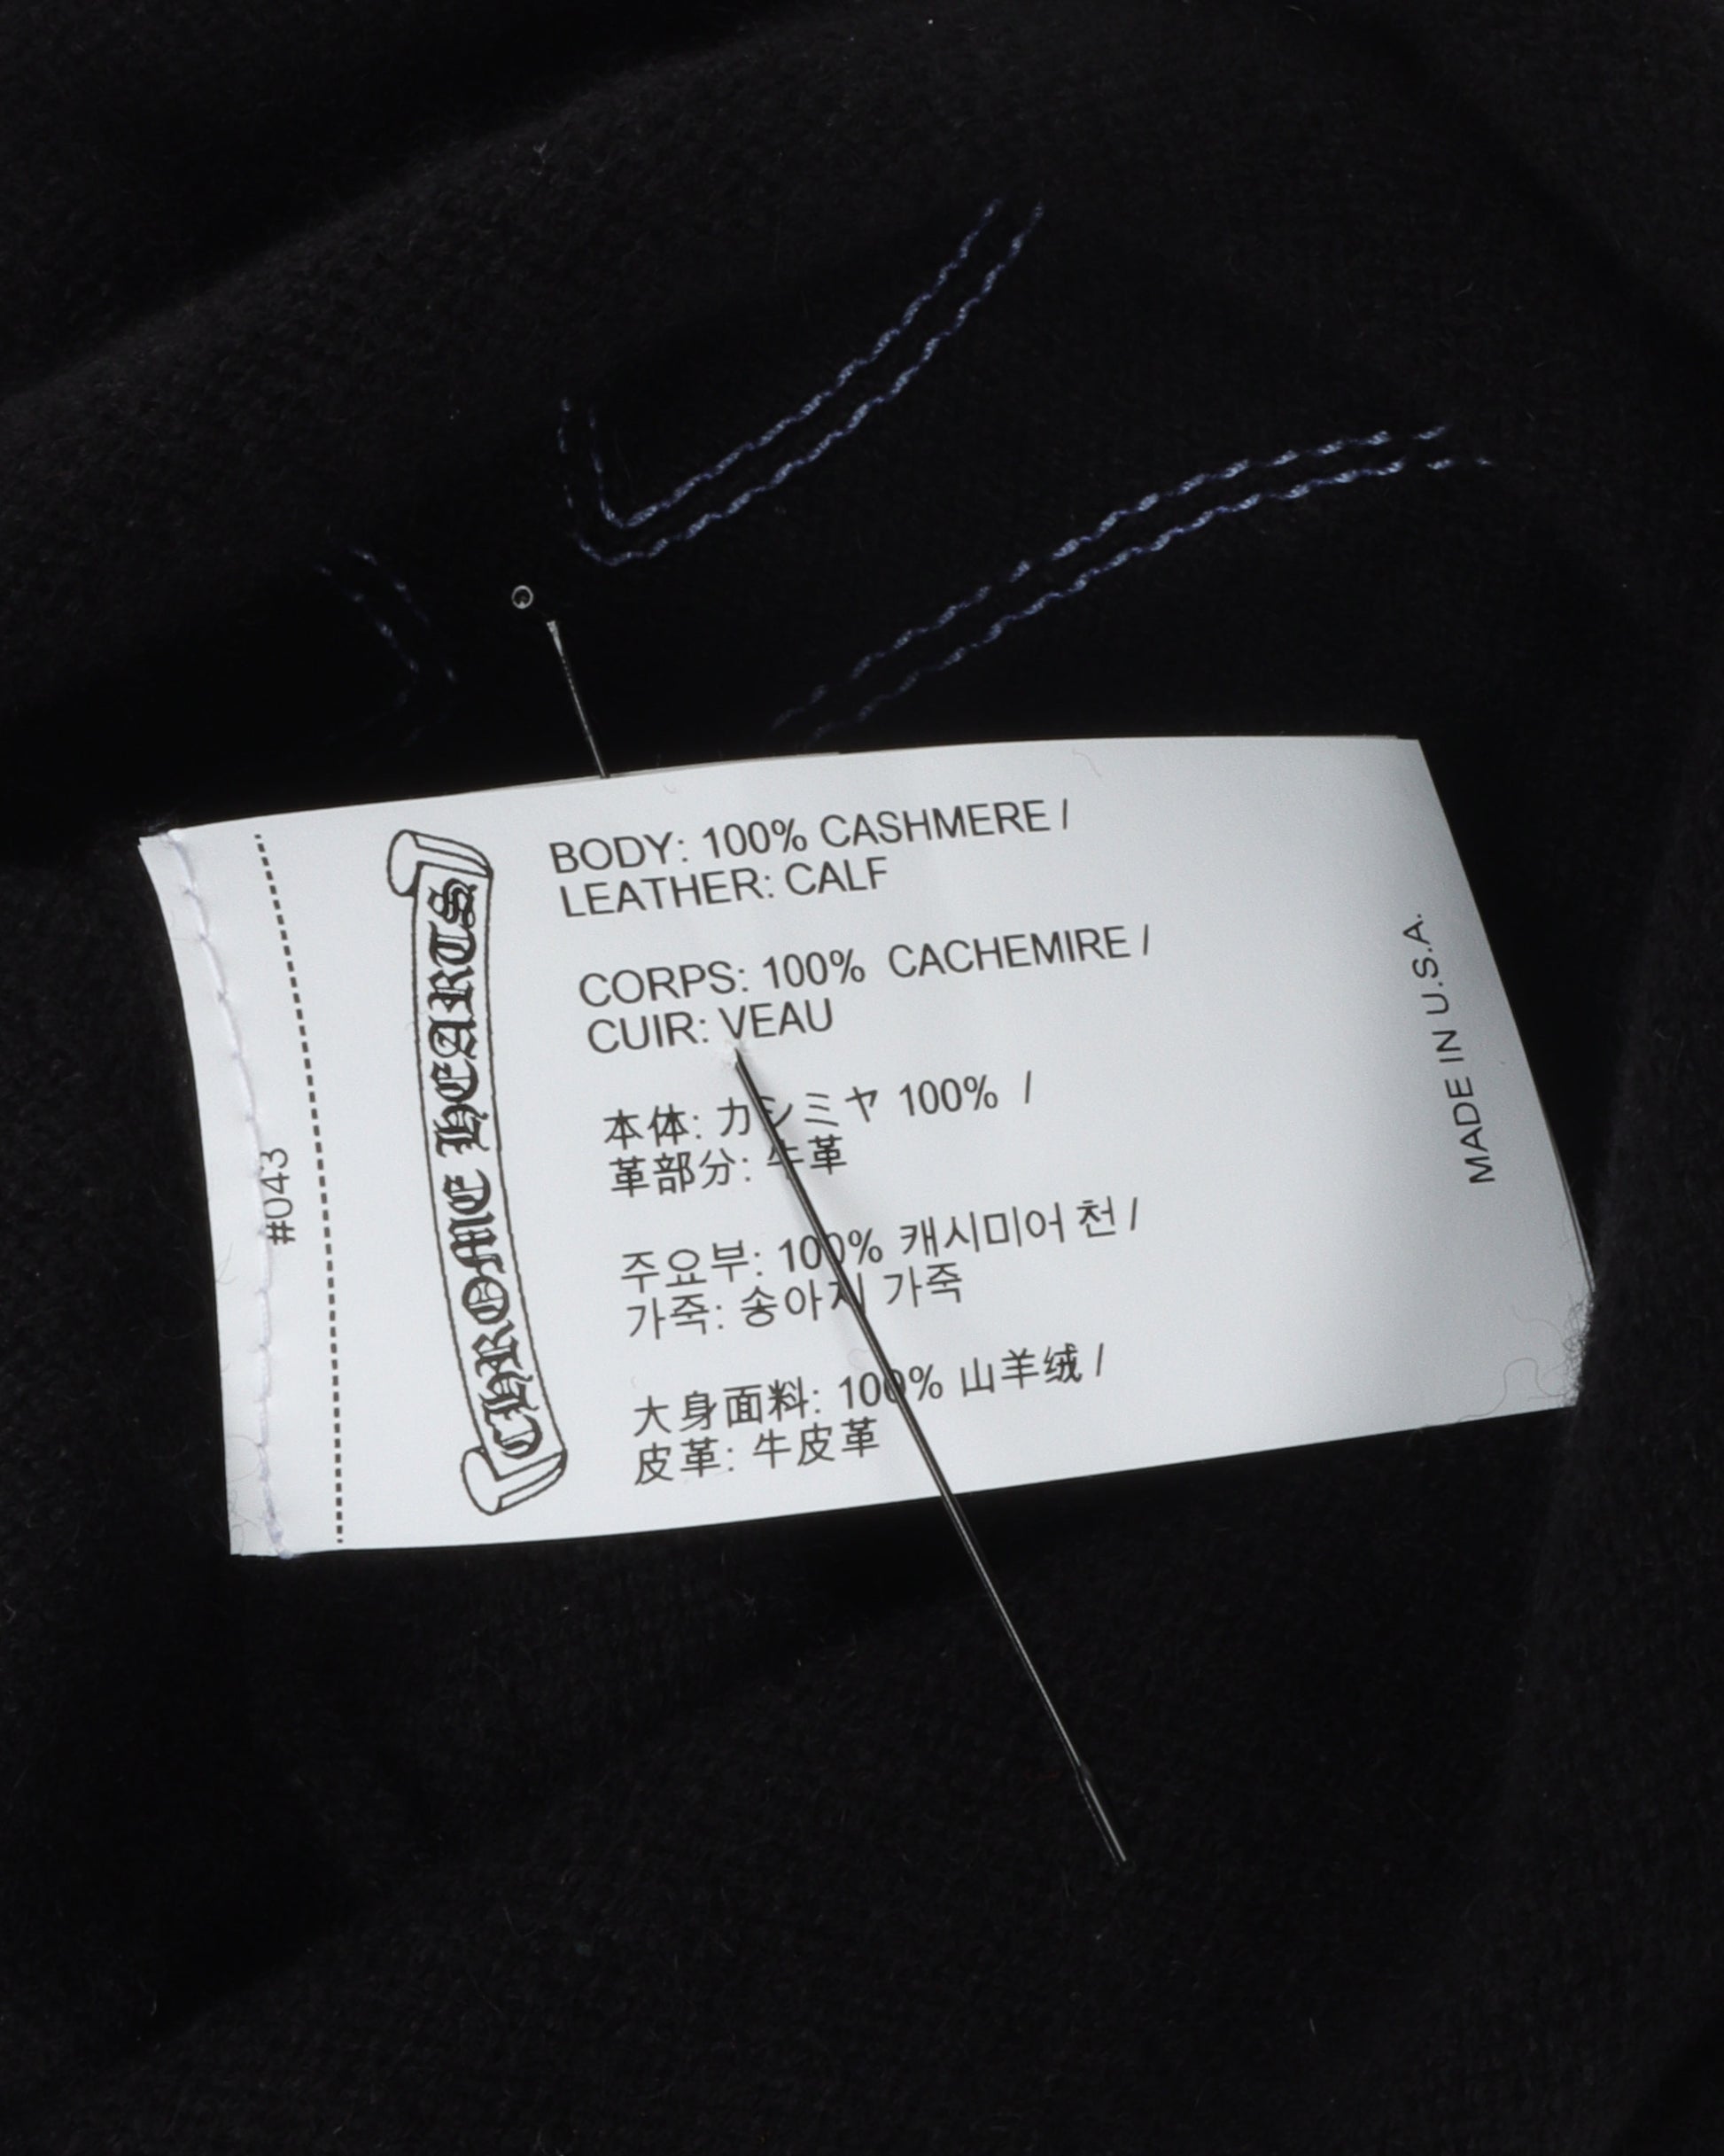 #043
CHROME HEARTS
BODY: 100% CASHMERE /
LEATHER: CALF
CORPS: 100% CACHEMIRE /
CUIR: VEAU
本体: カシミヤ 100% /
革部分: 牛革
주요부: 100% 캐시미어 천 /
가죽: 송아지 가죽
大身面料: 100% 山羊绒 /
皮革: 牛皮革
MADE IN U.S.A.